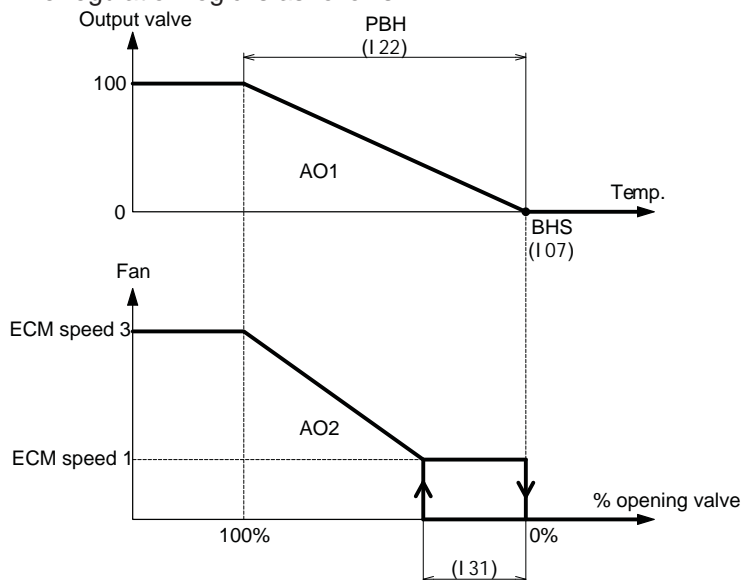 Output valve
PBH
(I 22)
100
AO1
Temp.
0
BHS
(I 07)
Fan
ECM speed 3
AO2
ECM speed 1
% opening valve
100%
0%
(I 31)